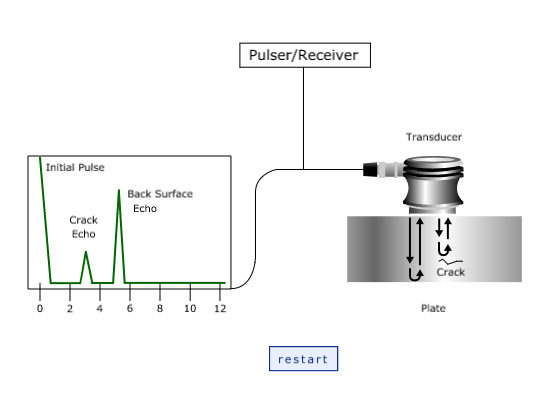 Pulser/Receiver
Transducer
Initial Pulse
Back Surface
Echo
Crack
Echo
Crack
0 2 4 6 8 10 12
Plate
restart